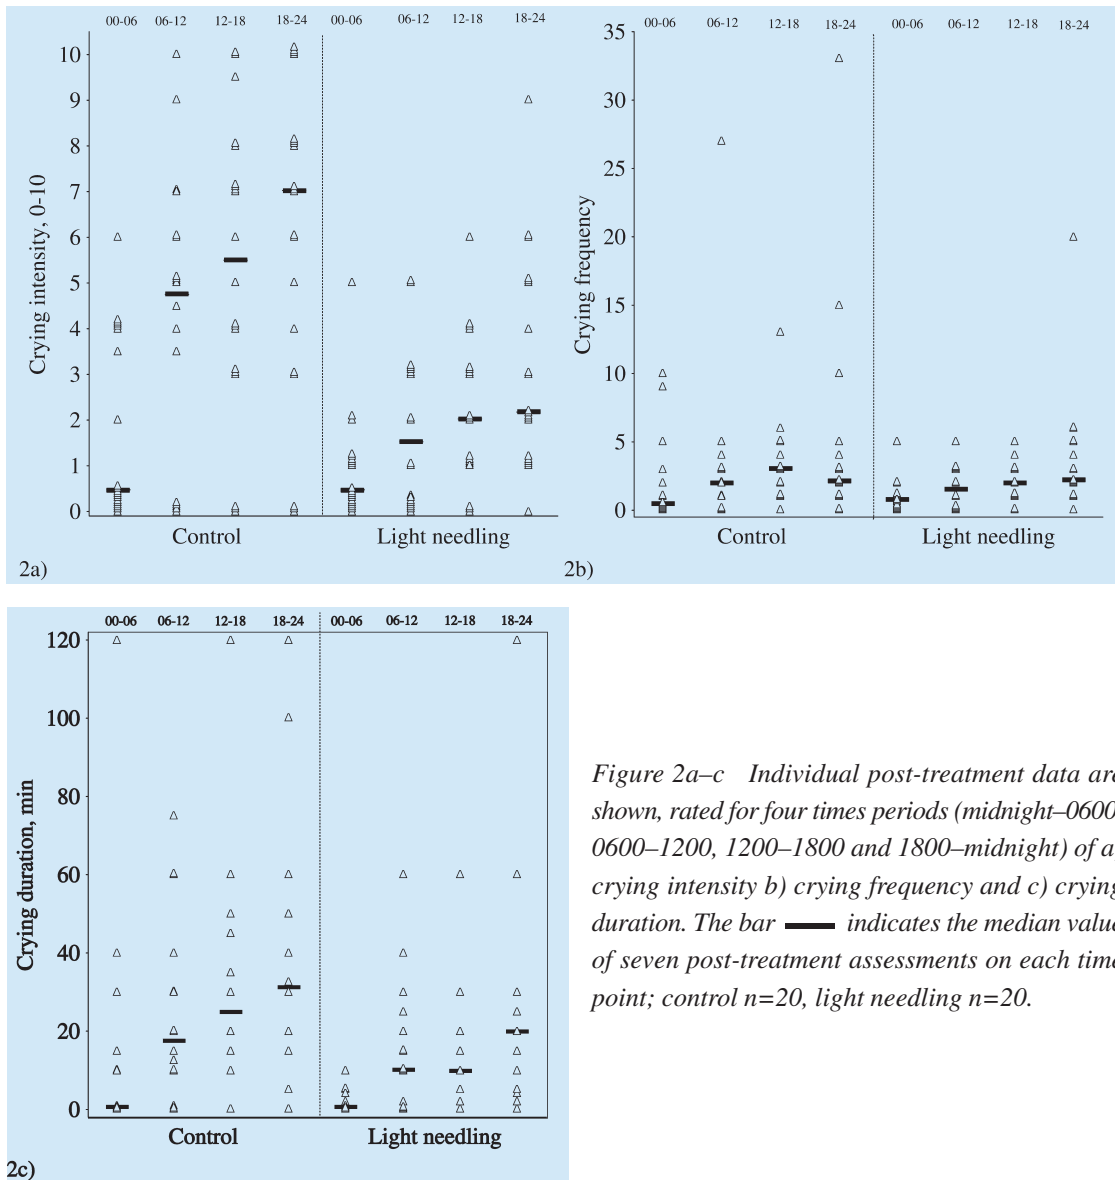 00-06 06-12 12-18 18-24 00-06 06-12 12-18 18-24
10
9
8
7
6
5
4
3
2
1
0
Crying intensity, 0-10
Control Light needling
2a)
00-06 06-12 12-18 18-24 00-06 06-12 12-18 18-24
35
30
25
20
15
10
5
0
Crying frequency
Control Light needling
2b)
00-06 06-12 12-18 18-24 00-06 06-12 12-18 18-24
120
100
80
60
40
20
0
Crying duration, min
Control Light needling
2c)
Figure 2a–c Individual post-treatment data are
shown, rated for four times periods (midnight–0600
0600–1200, 1200–1800 and 1800–midnight) of a
crying intensity b) crying frequency and c) crying
duration. The bar indicates the median value
of seven post-treatment assessments on each time
point; control n=20, light needling n=20.